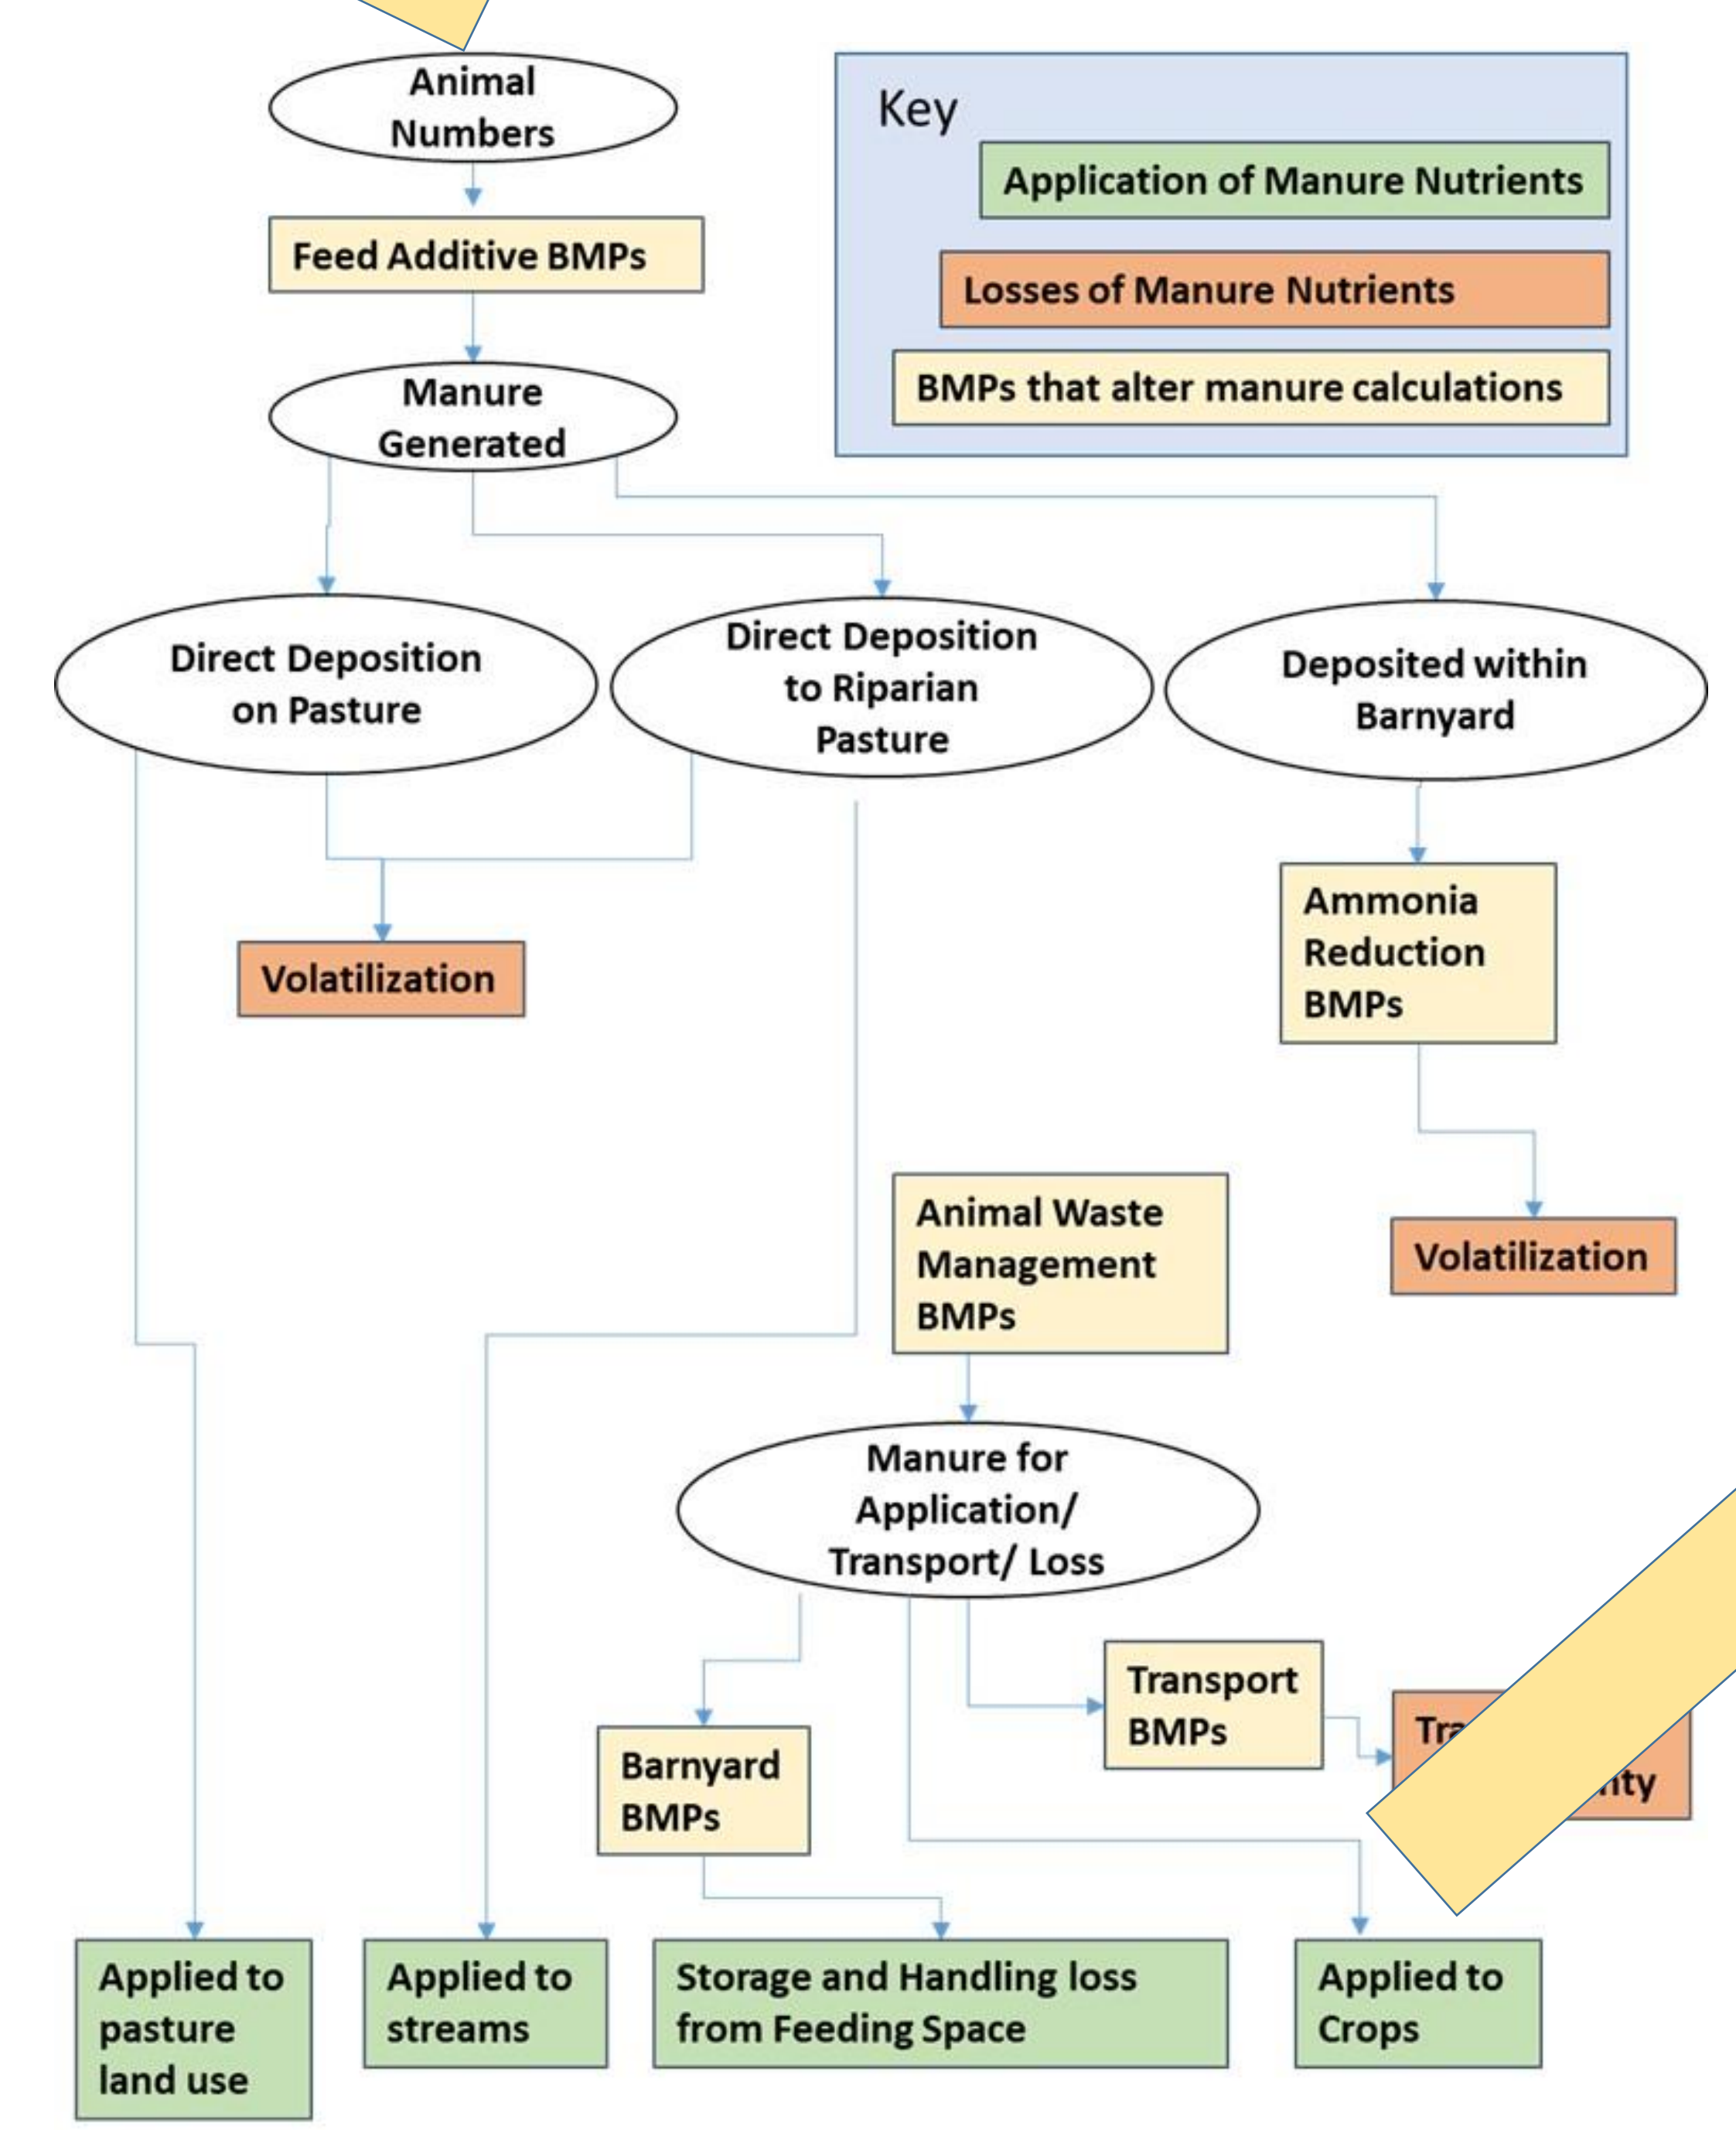 Animal
Numbers
Key
Application of Manure Nutrients
Losses of Manure Nutrients
BMPs that alter manure calculations
Feed Additive BMPs
Manure
Generated
Direct Deposition
on Pasture
Direct Deposition
to Riparian
Pasture
Deposited within
Barnyard
Ammonia
Reduction
BMPs
Volatilization
Animal Waste
Management
BMPs
Volatilization
Manure for
Application/
Transport/ Loss
Transport
BMPs
Barnyard
BMPs
Applied to
pasture
land use
Applied to
streams
Storage and Handling loss
from Feeding Space
Applied to
Crops